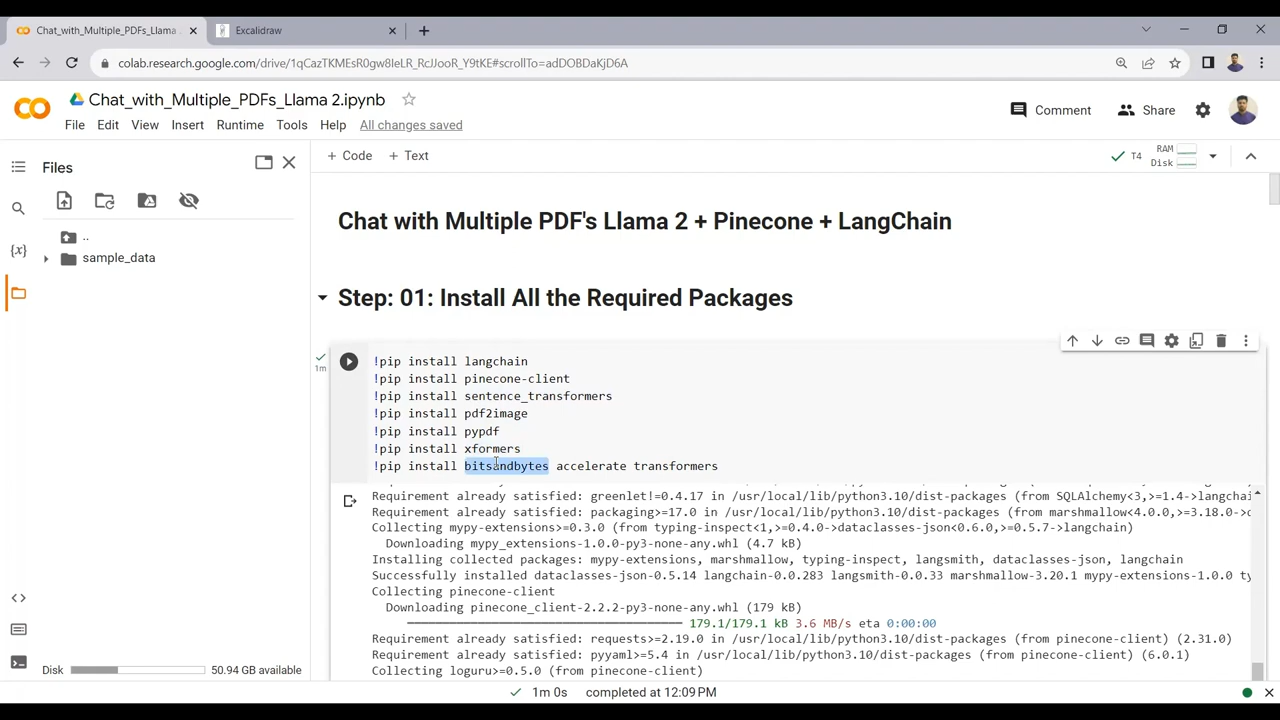 Chat_with_Multiple_PDFs_Llama
Excalidraw
colab.research.google.com/drive/1qCazTKMEsR0gw8IeLR_RcJJooR_Y9tKE#scrollTo=adDOBDaKjD6A
Chat_with_Multiple_PDFs_Llama 2.ipynb
File Edit View Insert Runtime Tools Help All changes saved
Comment
Share
Files
+ Code + Text
T4
RAM
Disk
{x}
..
sample_data
Chat with Multiple PDF's Llama 2 + Pinecone + LangChain
Step: 01: Install All the Required Packages
1m
!pip install langchain
!pip install pinecone-client
!pip install sentence_transformers
!pip install pdf2image
!pip install pypdf
!pip install xformers
!pip install bitsandbytes accelerate transformers
Requirement already satisfied: greenlet!=0.4.17 in /usr/local/lib/python3.10/dist-packages (from SQLAlchemy<3,>=1.4->langchai
Requirement already satisfied: packaging>=17.0 in /usr/local/lib/python3.10/dist-packages (from marshmallow<4.0.0,>=3.18.0->d
Collecting mypy-extensions>=0.3.0 (from typing-inspect<1,>=0.4.0->dataclasses-json<0.6.0,>=0.5.7->langchain)
Downloading mypy_extensions-1.0.0-py3-none-any.whl (4.7 kB)
Installing collected packages: mypy-extensions, marshmallow, typing-inspect, langsmith, dataclasses-json, langchain
Successfully installed dataclasses-json-0.5.14 langchain-0.0.283 langsmith-0.0.33 marshmallow-3.20.1 mypy-extensions-1.0.0 ty
Collecting pinecone-client
Downloading pinecone_client-2.2.2-py3-none-any.whl (179 kB)
179.1/179.1 kB 3.6 MB/s eta 0:00:00
Requirement already satisfied: requests>=2.19.0 in /usr/local/lib/python3.10/dist-packages (from pinecone-client) (2.31.0)
Requirement already satisfied: pyyaml>=5.4 in /usr/local/lib/python3.10/dist-packages (from pinecone-client) (6.0.1)
Collecting loguru>=0.5.0 (from pinecone-client)
Disk
50.94 GB available
1m 0s completed at 12:09 PM